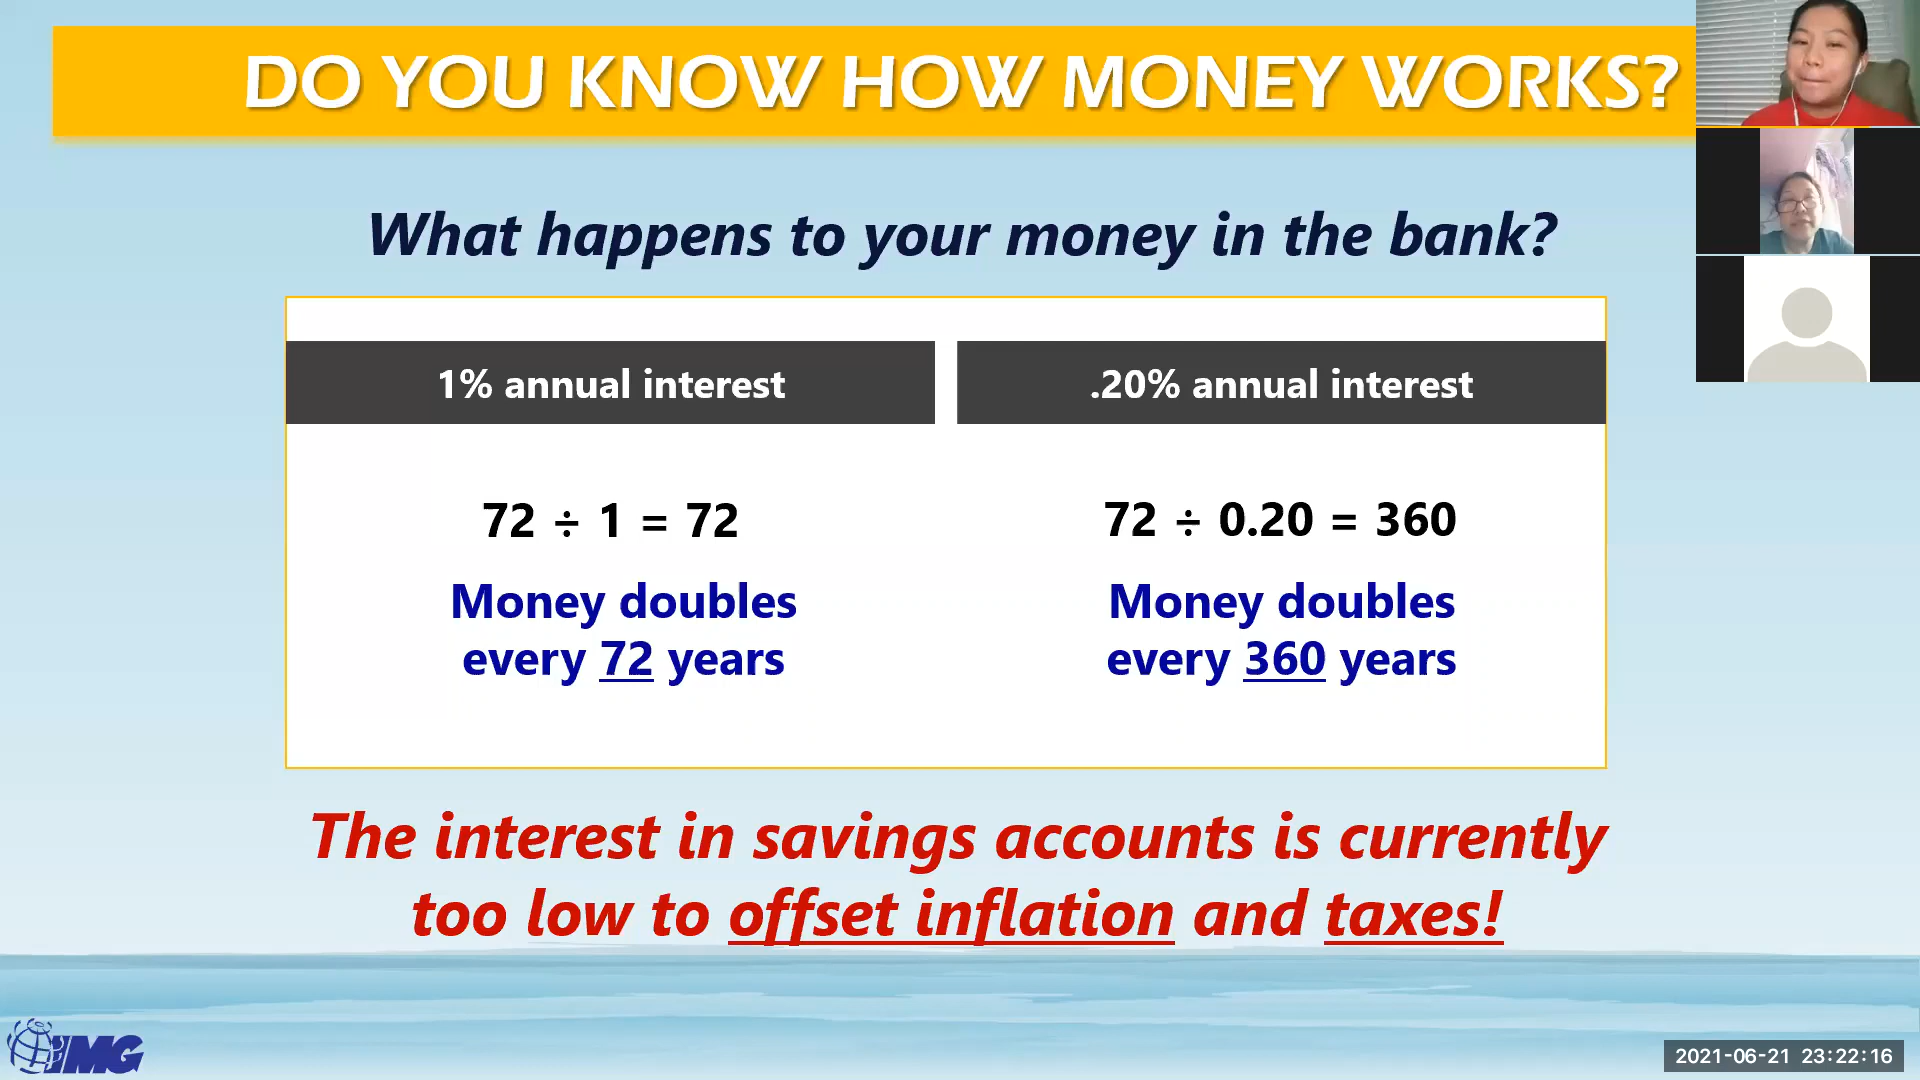 DO YOU KNOW HOW MONEY WORKS?
What happens to your money in the bank?
1% annual interest
72 ÷ 1 = 72
Money doubles
every 72 years
.20% annual interest
72 ÷ 0.20 = 360
Money doubles
every 360 years
The interest in savings accounts is currently
too low to offset inflation and taxes!
IMG
2021-06-21 23:22:16